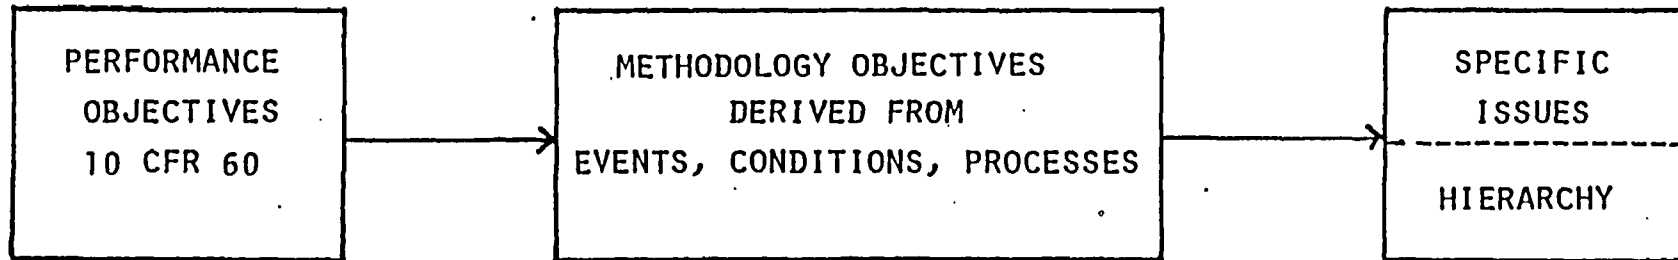 PERFORMANCE
OBJECTIVES
10 CFR 60
METHODOLOGY OBJECTIVES
DERIVED FROM
EVENTS, CONDITIONS, PROCESSES
SPECIFIC
ISSUES
HIERARCHY